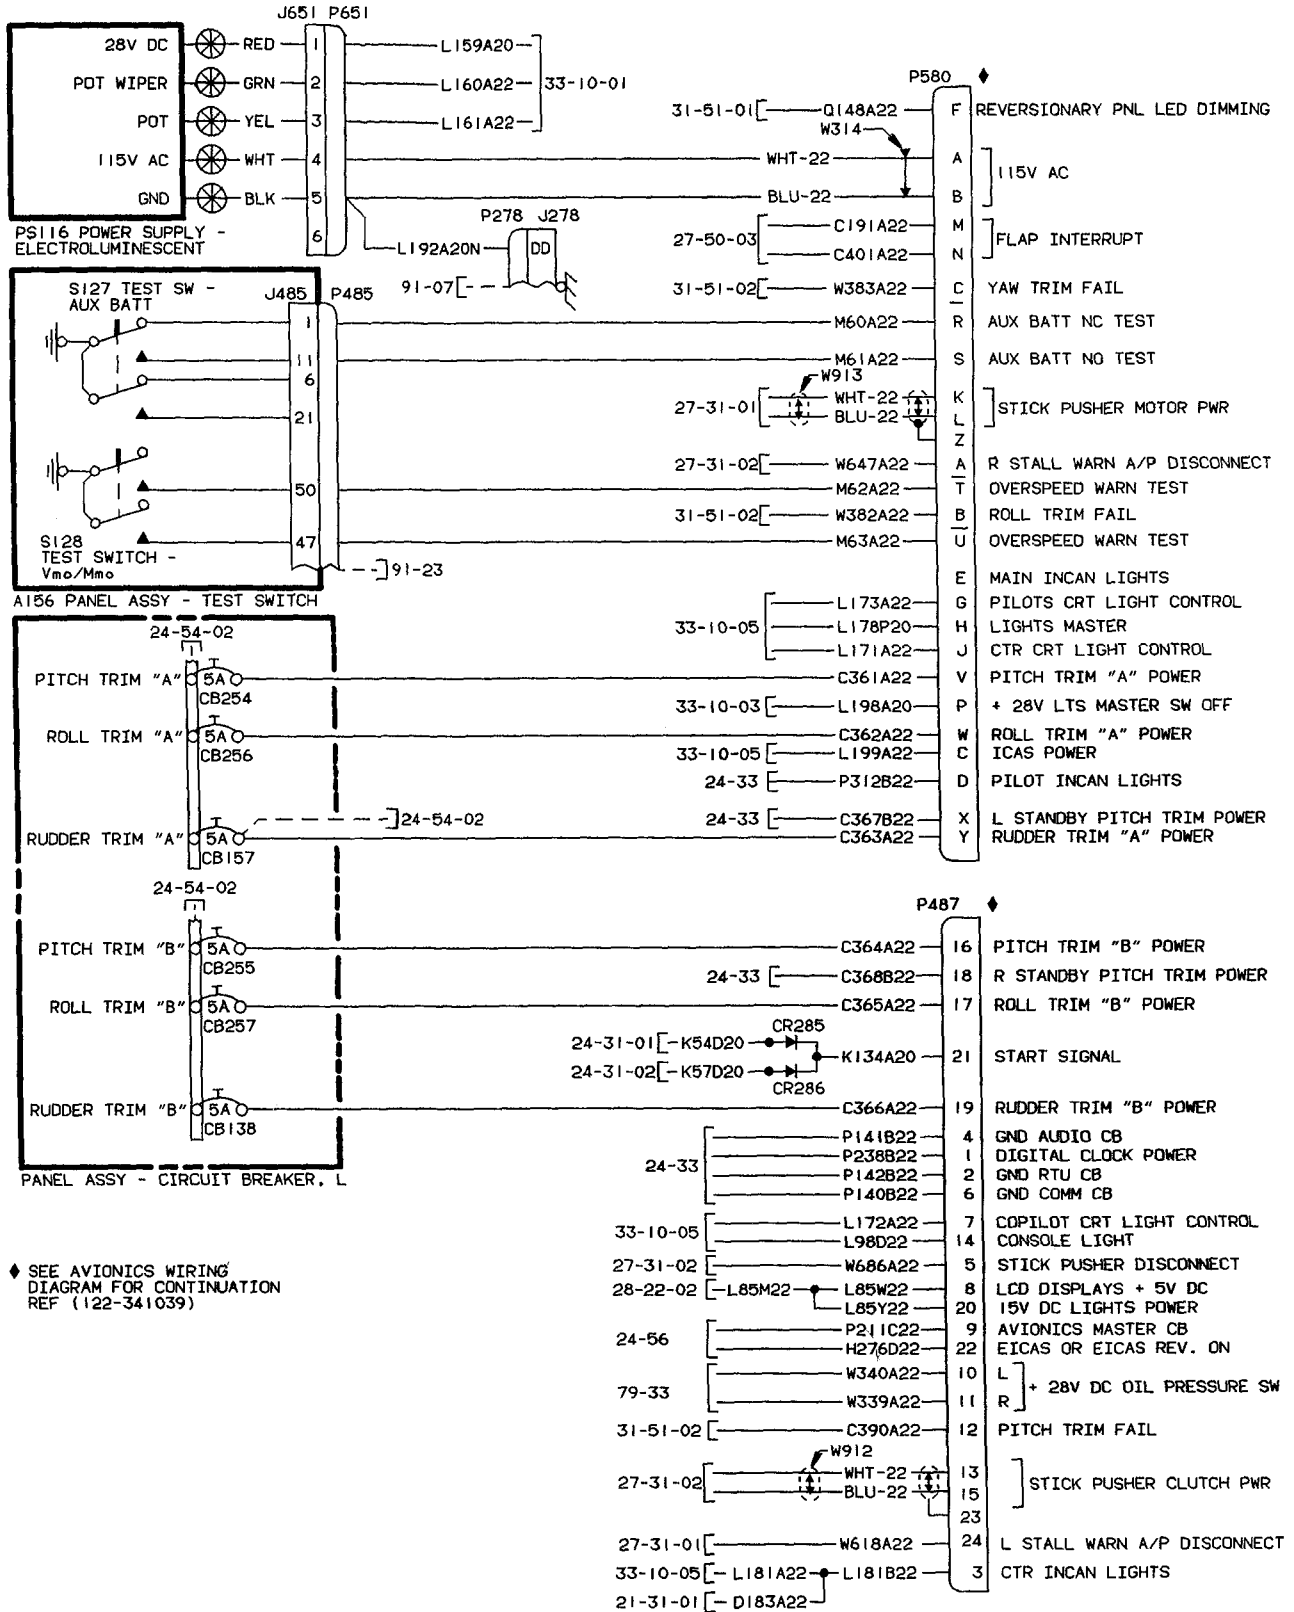 J651 P651
28V DC RED 1 L159A20
POT WIPER GRN 2 L160A22 33-10-01
POT YEL 3 L161A22
115V AC WHT 4
GND BLK 5
6
PS116 POWER SUPPLY -
ELECTROLUMINESCENT
L192A20N
P278 J278
DD
91-07
S127 TEST SW -
AUX BATT
J485 P485
1
11
6
21
50
47
S128
TEST SWITCH -
Vmo/Mmo
91-23
A156 PANEL ASSY - TEST SWITCH
24-54-02
PITCH TRIM "A" 5A
CB254
ROLL TRIM "A" 5A
CB256
24-54-02
RUDDER TRIM "A" 5A
CB157
24-54-02
PITCH TRIM "B" 5A
CB255
ROLL TRIM "B" 5A
CB257
RUDDER TRIM "B" 5A
CB138
PANEL ASSY - CIRCUIT BREAKER, L
♦ SEE AVIONICS WIRING
DIAGRAM FOR CONTINUATION
REF (122-341039)
P580 ♦
31-51-01 Q148A22 F REVERSIONARY PNL LED DIMMING
W314
WHT-22 A
115V AC
BLU-22 B
C191A22 M
27-50-03 FLAP INTERRUPT
C401A22 N
31-51-02 W383A22 C YAW TRIM FAIL
M60A22 R AUX BATT NC TEST
M61A22 S AUX BATT NO TEST
W913
WHT-22 K
27-31-01 STICK PUSHER MOTOR PWR
BLU-22 L
Z
27-31-02 W647A22 A R STALL WARN A/P DISCONNECT
M62A22 T OVERSPEED WARN TEST
31-51-02 W382A22 B ROLL TRIM FAIL
M63A22 U OVERSPEED WARN TEST
E MAIN INCAN LIGHTS
L173A22 G PILOTS CRT LIGHT CONTROL
33-10-05 L178P20 H LIGHTS MASTER
L171A22 J CTR CRT LIGHT CONTROL
C361A22 V PITCH TRIM "A" POWER
33-10-03 L198A20 P + 28V LTS MASTER SW OFF
C362A22 W ROLL TRIM "A" POWER
33-10-05 L199A22 C ICAS POWER
24-33 P312B22 D PILOT INCAN LIGHTS
24-33 C367B22 X L STANDBY PITCH TRIM POWER
C363A22 Y RUDDER TRIM "A" POWER
P487 ♦
C364A22 16 PITCH TRIM "B" POWER
24-33 C368B22 18 R STANDBY PITCH TRIM POWER
C365A22 17 ROLL TRIM "B" POWER
CR285
24-31-01 K54D20
K134A20 21 START SIGNAL
24-31-02 K57D20
CR286
C366A22 19 RUDDER TRIM "B" POWER
P141B22 4 GND AUDIO CB
24-33 P238B22 1 DIGITAL CLOCK POWER
P142B22 2 GND RTU CB
P140B22 6 GND COMM CB
L172A22 7 COPILOT CRT LIGHT CONTROL
33-10-05
L98D22 14 CONSOLE LIGHT
27-31-02 W686A22 5 STICK PUSHER DISCONNECT
28-22-02 L85M22 L85W22 8 LCD DISPLAYS + 5V DC
L85Y22 20 15V DC LIGHTS POWER
P211C22 9 AVIONICS MASTER CB
24-56
H276D22 22 EICAS OR EICAS REV. ON
W340A22 10 L
79-33 + 28V DC OIL PRESSURE SW
W339A22 11 R
31-51-02 C390A22 12 PITCH TRIM FAIL
W912
WHT-22 13
27-31-02 STICK PUSHER CLUTCH PWR
BLU-22 15
23
27-31-01 W618A22 24 L STALL WARN A/P DISCONNECT
33-10-05 L181A22 L181B22 3 CTR INCAN LIGHTS
21-31-01 D183A22